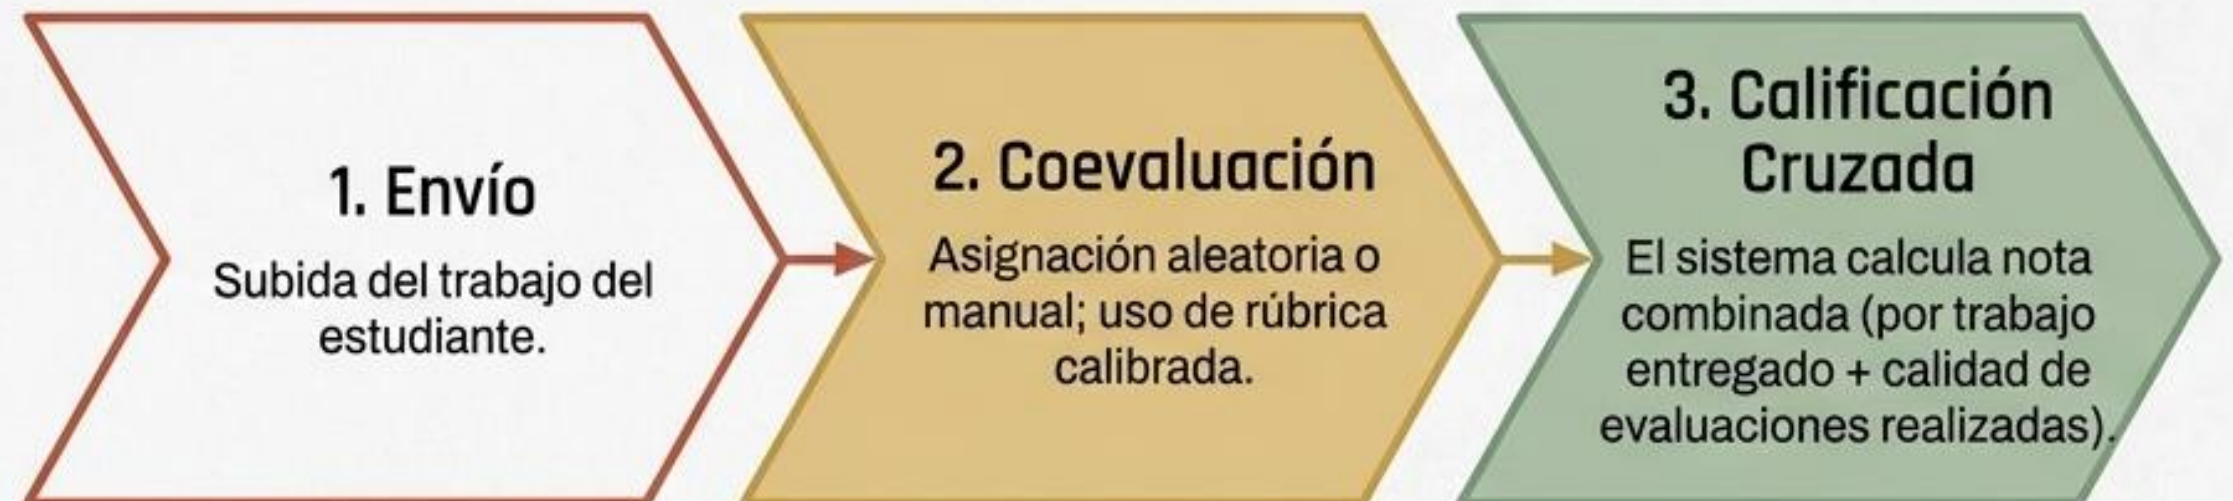 1. Envío
Subida del trabajo del
estudiante.
2. Coevaluación
Asignación aleatoria o
manual; uso de rúbrica
calibrada.
3. Calificación
Cruzada
El sistema calcula nota
combinada (por trabajo
entregado + calidad de
evaluaciones realizadas).